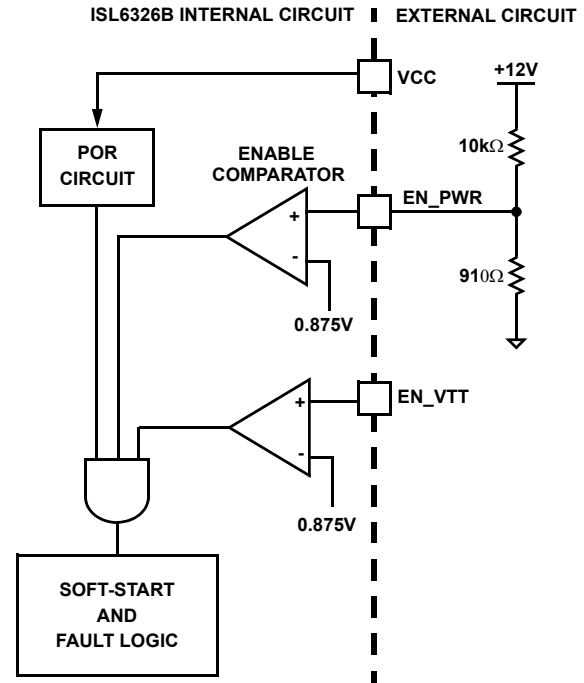 ISL6326B INTERNAL CIRCUIT
EXTERNAL CIRCUIT
VCC
+12V
POR
CIRCUIT
ENABLE
COMPARATOR
10kΩ
EN_PWR
+
-
910Ω
0.875V
EN_VTT
+
-
0.875V
SOFT-START
AND
FAULT LOGIC